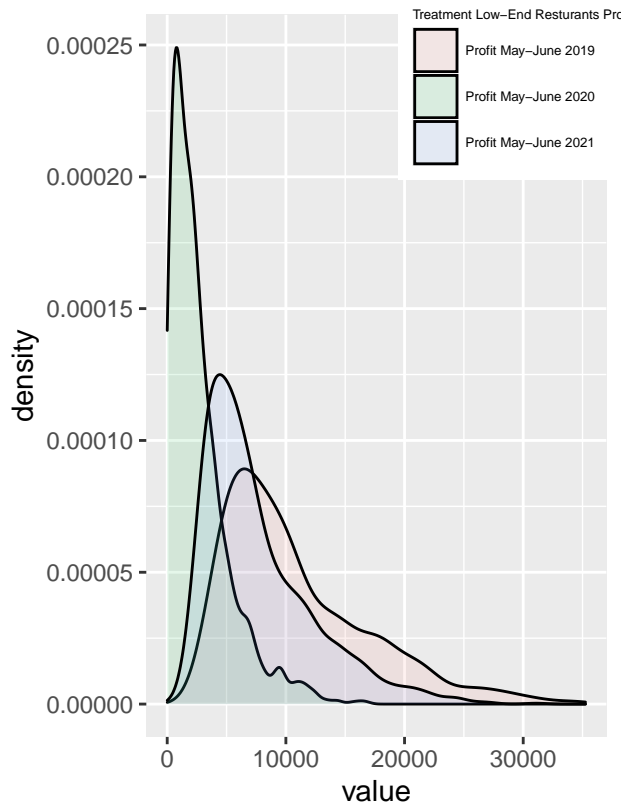 Treatment Low−End Resturants Pro
Profit May−June 2019
Profit May−June 2020
Profit May−June 2021
0.00025
0.00020
0.00015
0.00010
0.00005
0.00000
density
0 10000 20000 30000
value